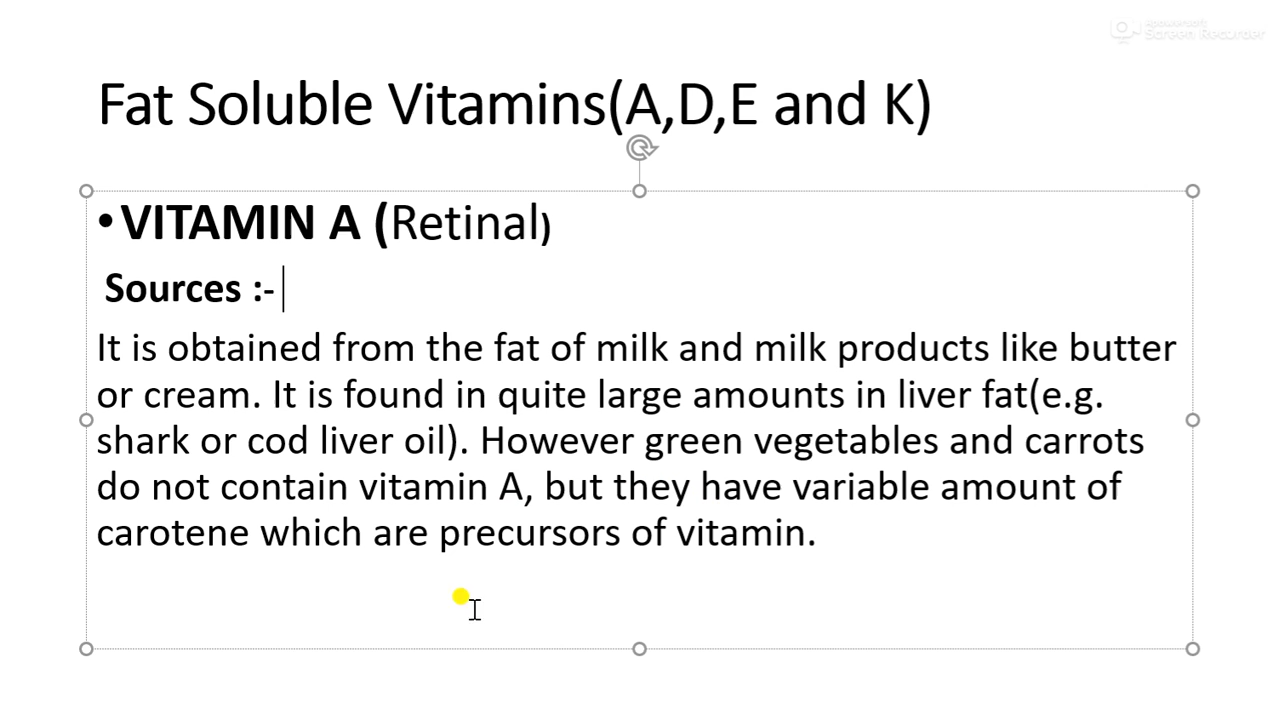 Apowersoft
Screen Recorder
Fat Soluble Vitamins(A,D,E and K)
•VITAMIN A (Retinal)
Sources :-
It is obtained from the fat of milk and milk products like butter
or cream. It is found in quite large amounts in liver fat(e.g.
shark or cod liver oil). However green vegetables and carrots
do not contain vitamin A, but they have variable amount of
carotene which are precursors of vitamin.